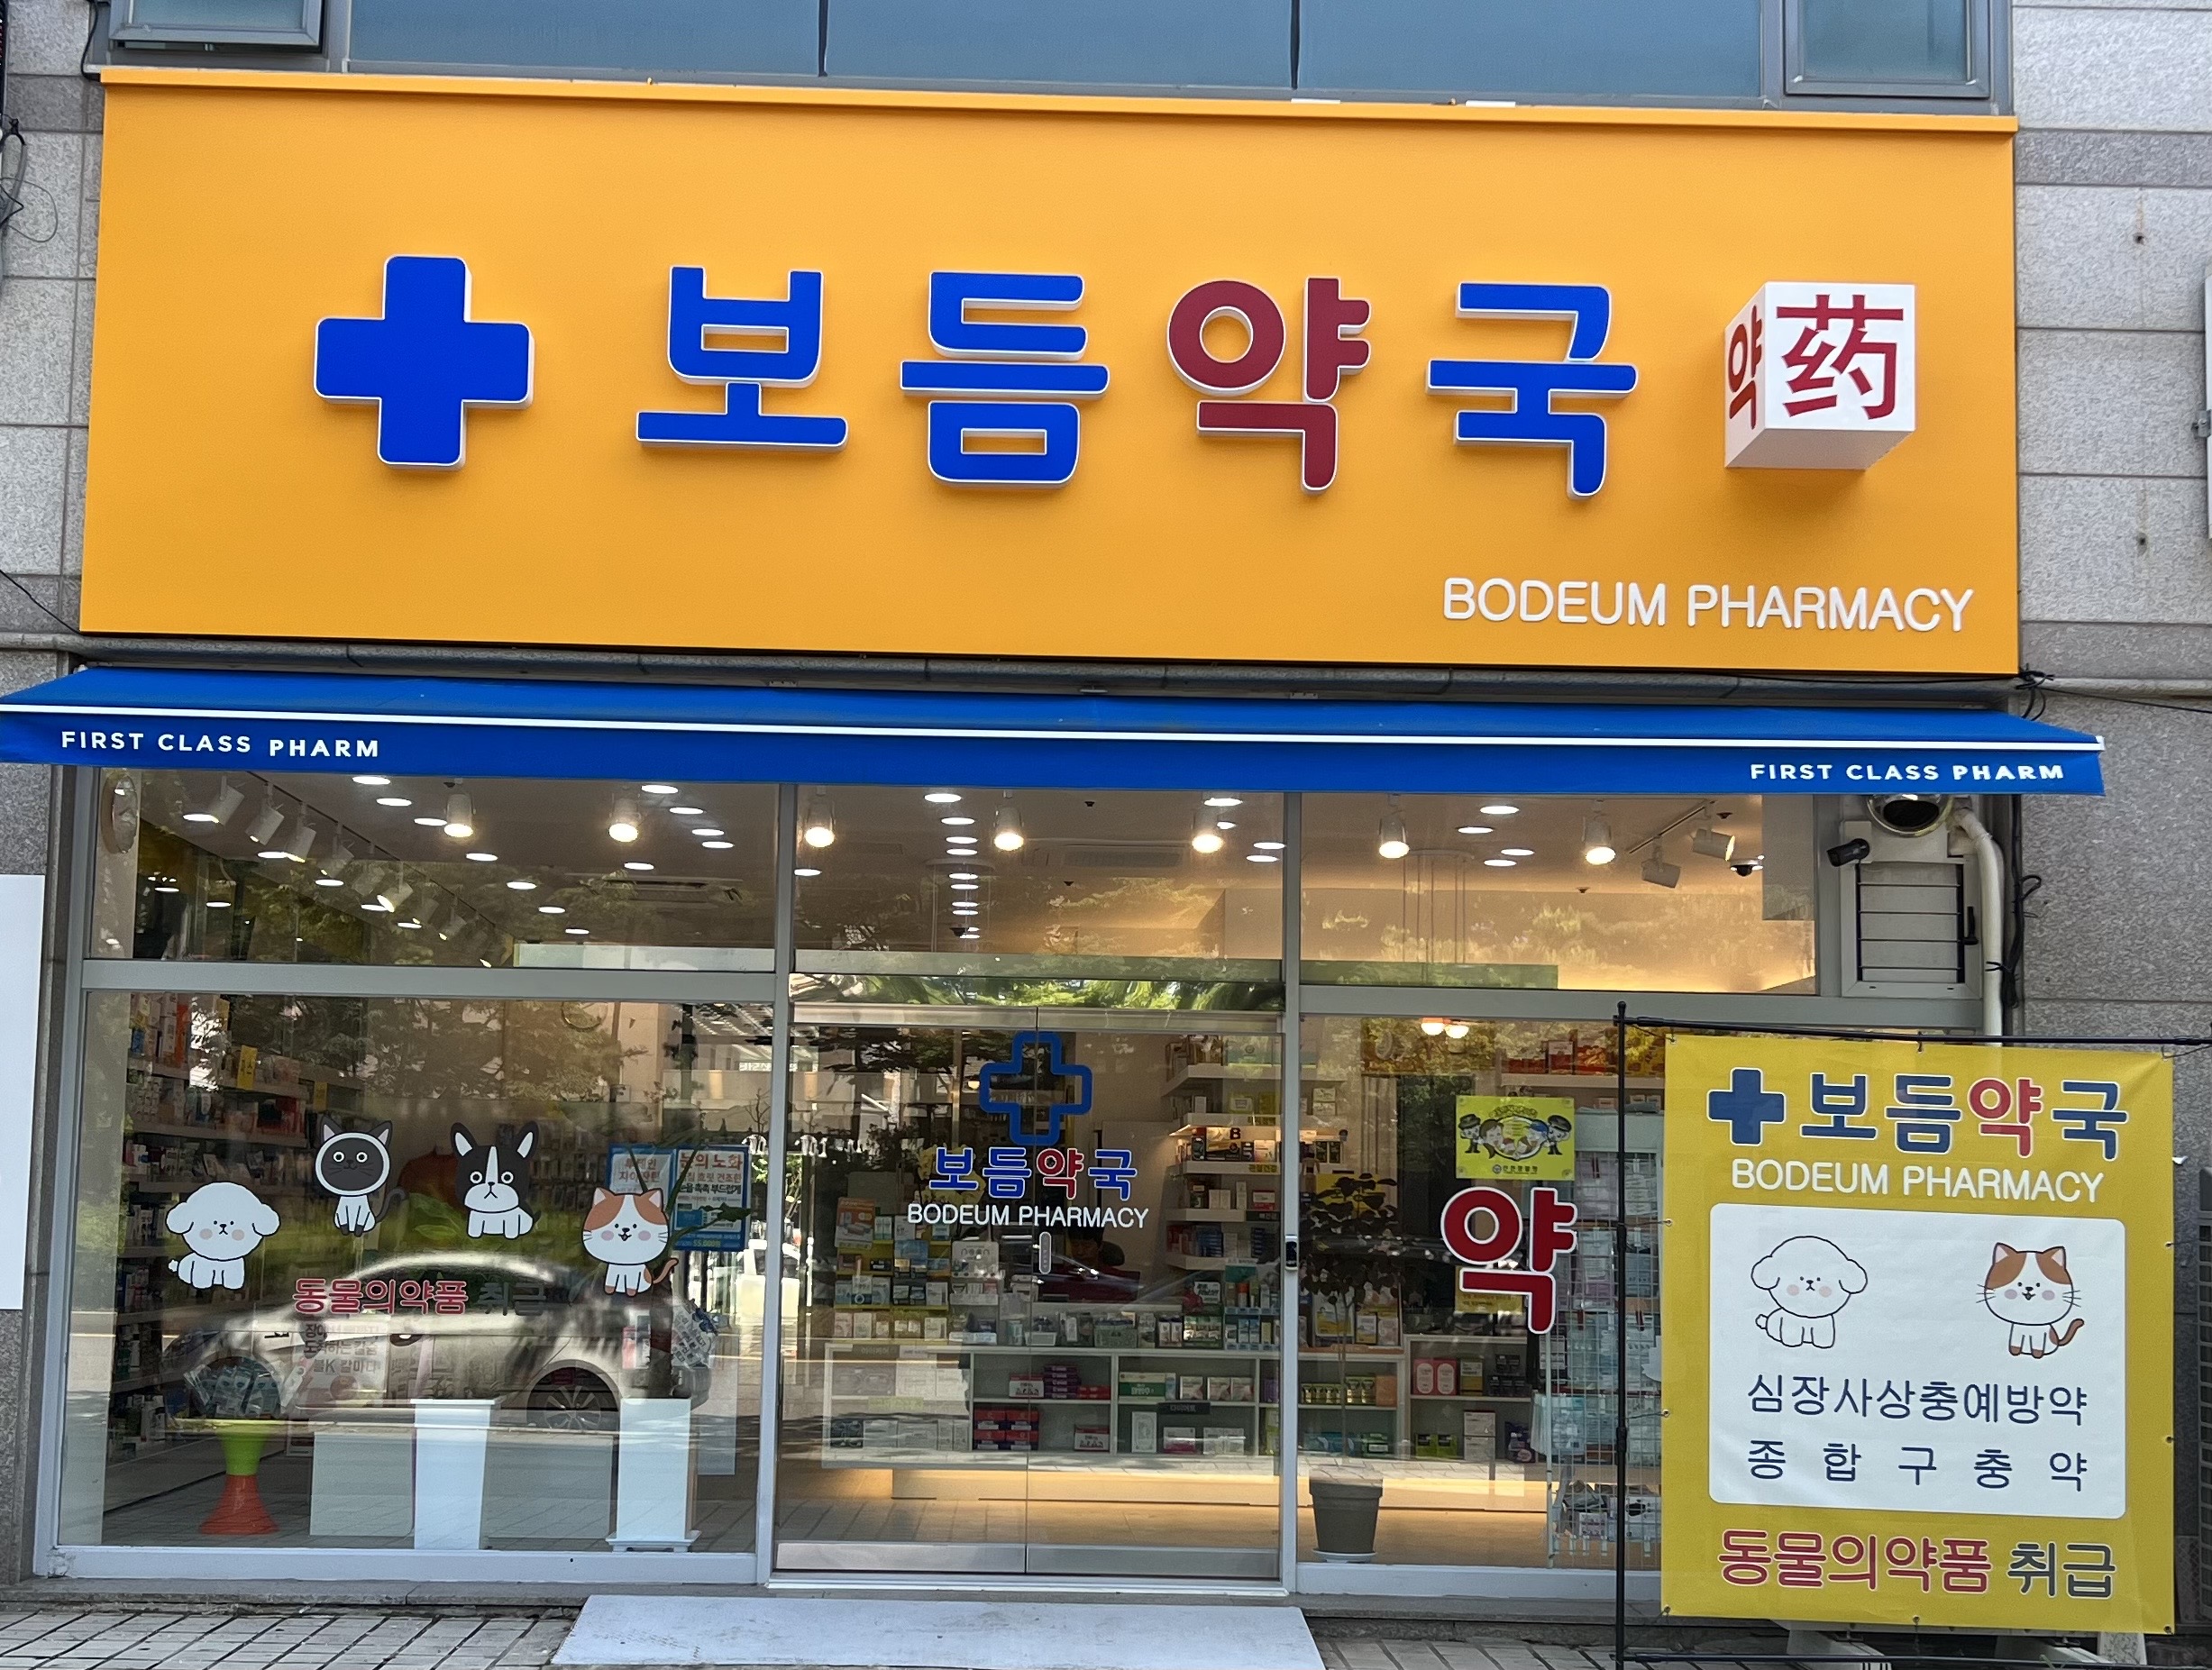 보듬약국
약
药
BODEUM PHARMACY
FIRST CLASS PHARM
FIRST CLASS PHARM
보듬약국
BODEUM PHARMACY
동물의약품 취급
약
보듬약국
BODEUM PHARMACY
심장사상충예방약
종합구충약
동물의약품 취급